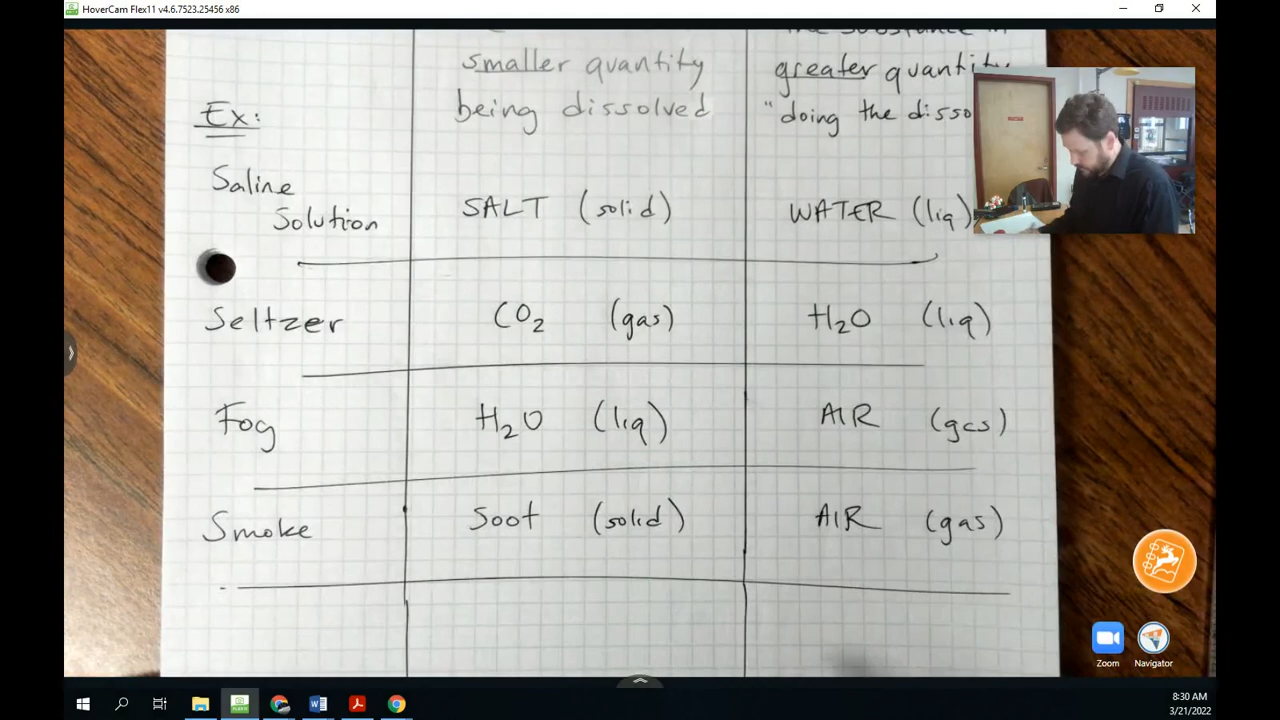 HoverCam Flex11 v4.6.7523.25456 x86
smaller quantity
being dissolved
greater quantity
"doing the disso
Ex:
Saline
Solution
SALT (solid)
WATER (liq)
Seltzer
CO₂ (gas)
H₂O (liq)
Fog
H₂O (liq)
AIR (gas)
Smoke
Soot (solid)
AIR (gas)
Zoom
Navigator
8:30 AM
3/21/2022